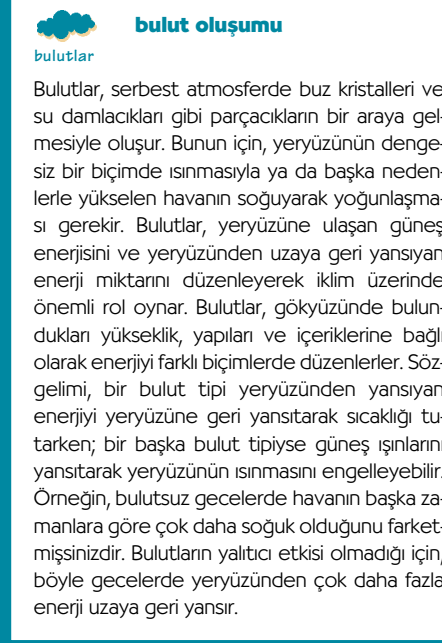 bulut oluşumu
bulutlar
Bulutlar, serbest atmosferde buz kristalleri ve
su damlacıkları gibi parçacıkların bir araya gel-
mesiyle oluşur. Bunun için, yeryüzünün denge-
siz bir biçimde ısınmasıyla ya da başka neden-
lerle yükselen havanın soğuyarak yoğunlaşma-
sı gerekir. Bulutlar, yeryüzüne ulaşan güneş
enerjisini ve yeryüzünden uzaya geri yansıyan
enerji miktarını düzenleyerek iklim üzerinde
önemli rol oynar. Bulutlar, gökyüzünde bulun-
dukları yükseklik, yapıları ve içeriklerine bağlı
olarak enerjiyi farklı biçimlerde düzenlerler. Söz-
gelimi, bir bulut tipi yeryüzünden yansıyan
enerjiyi yeryüzüne geri yansıtarak sıcaklığı tu-
tarken; bir başka bulut tipiyse güneş ışınlarını
yansıtarak yeryüzünün ısınmasını engelleyebilir.
Örneğin, bulutsuz gecelerde havanın başka za-
manlara göre çok daha soğuk olduğunu farket-
mişsinizdir. Bulutların yalıtıcı etkisi olmadığı için,
böyle gecelerde yeryüzünden çok daha fazla
enerji uzaya geri yansır.